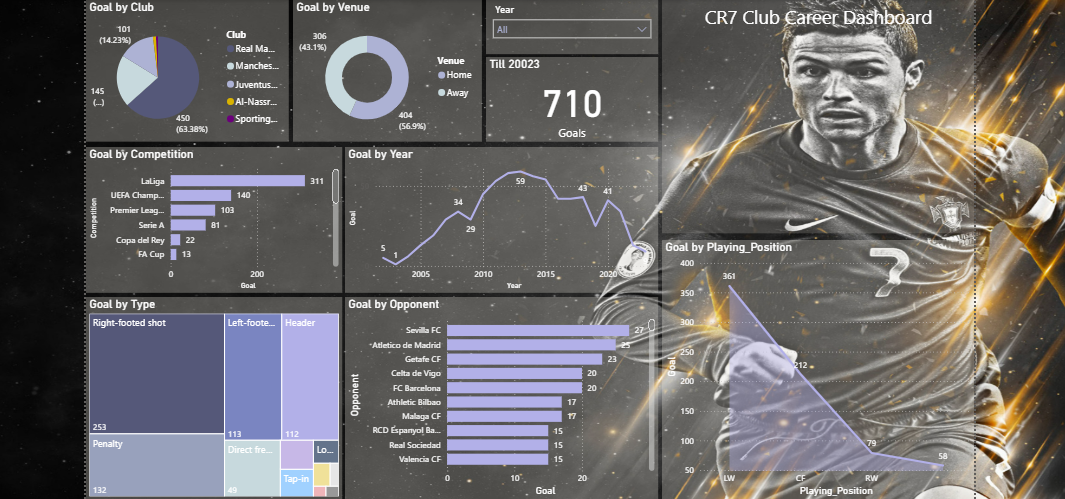 Goal by Club
101
(14.23%)
145
(...)
450
(63.38%)
Club
Real Ma...
Manches...
Juventus...
Al-Nassr...
Sporting...
Goal by Venue
306
(43.1%)
404
(56.9%)
Venue
Home
Away
Year
All
Till 20023
710
Goals
CR7 Club Career Dashboard
Goal by Competition
Competition
LaLiga 311
UEFA Champ... 140
Premier Leag... 103
Serie A 81
Copa del Rey 22
FA Cup 13
0 200
Goal
Goal by Year
Goal
5
1
34
29
59
43
41
2005 2010 2015 2020
Year
Goal by Type
Right-footed shot
253
Left-foote...
113
Header
112
Penalty
132
Direct fre...
49
Tap-in
Lo...
Goal by Opponent
Opponent
Sevilla FC 27
Atletico de Madrid 25
Getafe CF 23
Celta de Vigo 20
FC Barcelona 20
Athletic Bilbao 17
Malaga CF 17
RCD Espanyol Ba... 15
Real Sociedad 15
Valencia CF 15
0 10 20
Goal
Goal by Playing_Position
Goal
400
350
300
250
200
150
100
50
361
212
79
58
LW CF RW
Playing_Position
7